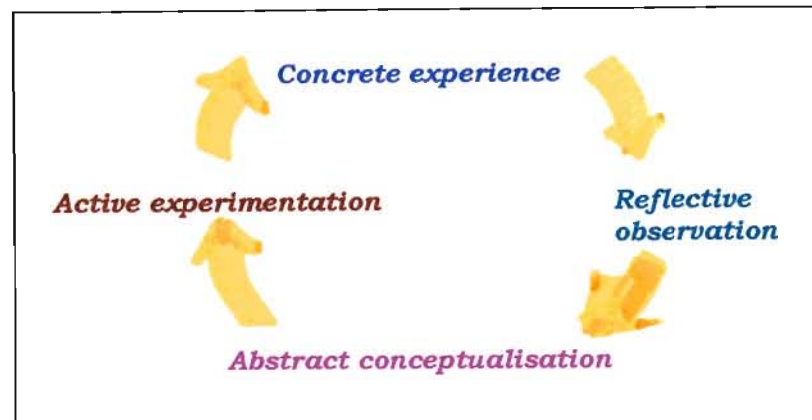 Concrete experience
Active experimentation
Reflective
observation
Abstract conceptualisation